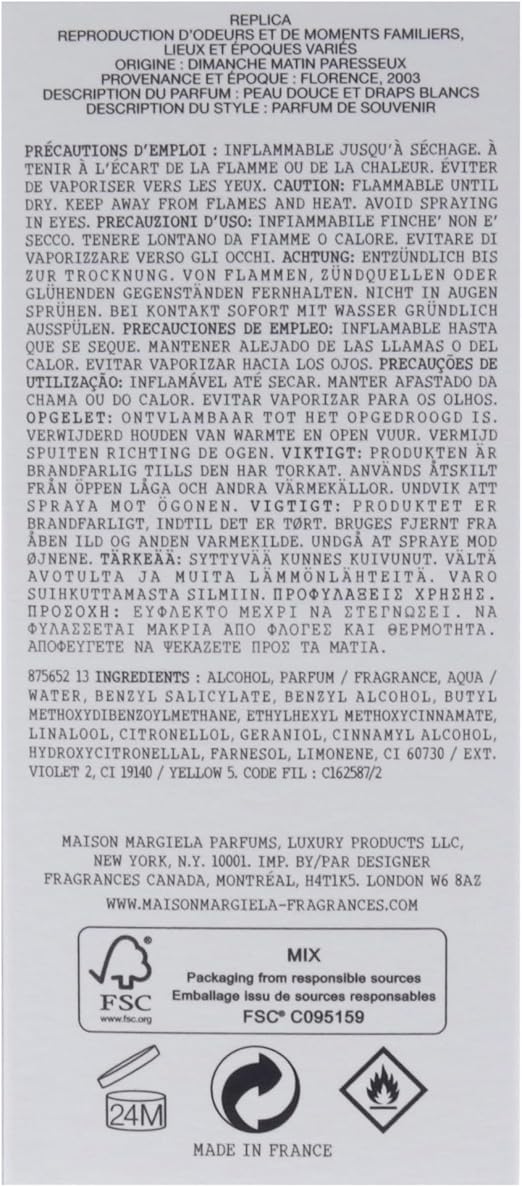 REPLICA
REPRODUCTION D'ODEURS ET DE MOMENTS FAMILIERS,
LIEUX ET ÉPOQUES VARIÉS
ORIGINE : DIMANCHE MATIN PARESSEUX
PROVENANCE ET ÉPOQUE : FLORENCE, 2003
DESCRIPTION DU PARFUM : PEAU DOUCE ET DRAPS BLANCS
DESCRIPTION DU STYLE : PARFUM DE SOUVENIR
PRÉCAUTIONS D'EMPLOI : INFLAMMABLE JUSQU'À SÉCHAGE. À
TENIR À L'ÉCART DE LA FLAMME OU DE LA CHALEUR. ÉVITER
DE VAPORISER VERS LES YEUX. CAUTION: FLAMMABLE UNTIL
DRY. KEEP AWAY FROM FLAMES AND HEAT. AVOID SPRAYING
IN EYES. PRECAUZIONI D'USO: INFIAMMABILE FINCHE' NON E'
SECCO. TENERE LONTANO DA FIAMME O CALORE. EVITARE DI
VAPORIZZARE VERSO GLI OCCHI. ACHTUNG: ENTZÜNDLICH BIS
ZUR TROCKNUNG. VON FLAMMEN, ZÜNDQUELLEN ODER
GLÜHENDEN GEGENSTÄNDEN FERNHALTEN. NICHT IN AUGEN
SPRÜHEN. BEI KONTAKT SOFORT MIT WASSER GRÜNDLICH
AUSSPÜLEN. PRECAUCIONES DE EMPLEO: INFLAMABLE HASTA
QUE SE SEQUE. MANTENER ALEJADO DE LAS LLAMAS O DEL
CALOR. EVITAR VAPORIZAR HACIA LOS OJOS. PRECAUÇÕES DE
UTILIZAÇÃO: INFLAMÁVEL ATÉ SECAR. MANTER AFASTADO DA
CHAMA OU DO CALOR. EVITAR VAPORIZAR PARA OS OLHOS.
OPGELET: ONTVLAMBAAR TOT HET OPGEDROOGD IS.
VERWIJDERD HOUDEN VAN WARMTE EN OPEN VUUR. VERMIJD
SPUITEN RICHTING DE OGEN. VIKTIGT: PRODUKTEN ÄR
BRANDFARLIG TILLS DEN HAR TORKAT. ANVÄNDS ÅTSKILT
FRÅN ÖPPEN LÅGA OCH ANDRA VÄRMEKÄLLOR. UNDVIK ATT
SPRAYA MOT ÖGONEN. VIGTIGT: PRODUKTET ER
BRANDFARLIGT, INDTIL DET ER TØRT. BRUGES FJERNT FRA
ÅBEN ILD OG ANDEN VARMEKILDE. UNDGÅ AT SPRAYE MOD
ØJNENE. TÄRKEÄÄ: SYTTYVÄÄ KUNNES KUIVUNUT. VÄLTÄ
AVOTULTA JA MUITA LÄMMÖNLÄHTEITÄ. VARO
SUIHKUTTAMASTA SILMIIN. ΠΡΟΦΥΛΑΞΕΙΣ ΧΡΗΣΗΣ.
ΠΡΟΣΟΧΗ: ΕΥΦΛΕΚΤΟ ΜΕΧΡΙ ΝΑ ΣΤΕΓΝΩΣΕΙ. ΝΑ
ΦΥΛΑΣΣΕΤΑΙ ΜΑΚΡΙΑ ΑΠΟ ΦΛΟΓΕΣ ΚΑΙ ΘΕΡΜΟΤΗΤΑ.
ΑΠΟΦΕΥΓΕΤΕ ΝΑ ΨΕΚΑΖΕΤΕ ΠΡΟΣ ΤΑ ΜΑΤΙΑ.
875652 13 INGREDIENTS : ALCOHOL, PARFUM / FRAGRANCE, AQUA /
WATER, BENZYL SALICYLATE, BENZYL ALCOHOL, BUTYL
METHOXYDIBENZOYLMETHANE, ETHYLHEXYL METHOXYCINNAMATE,
LINALOOL, CITRONELLOL, GERANIOL, CINNAMYL ALCOHOL,
HYDROXYCITRONELLAL, FARNESOL, LIMONENE, CI 60730 / EXT.
VIOLET 2, CI 19140 / YELLOW 5. CODE FIL : C162587/2
MAISON MARGIELA PARFUMS, LUXURY PRODUCTS LLC,
NEW YORK, N.Y. 10001. IMP. BY/PAR DESIGNER
FRAGRANCES CANADA, MONTRÉAL, H4T1K5. LONDON W6 8AZ
WWW.MAISONMARGIELA-FRAGRANCES.COM
MIX
Packaging from responsible sources
Emballage issu de sources responsables
FSC® C095159
FSC
www.fsc.org
24M
MADE IN FRANCE